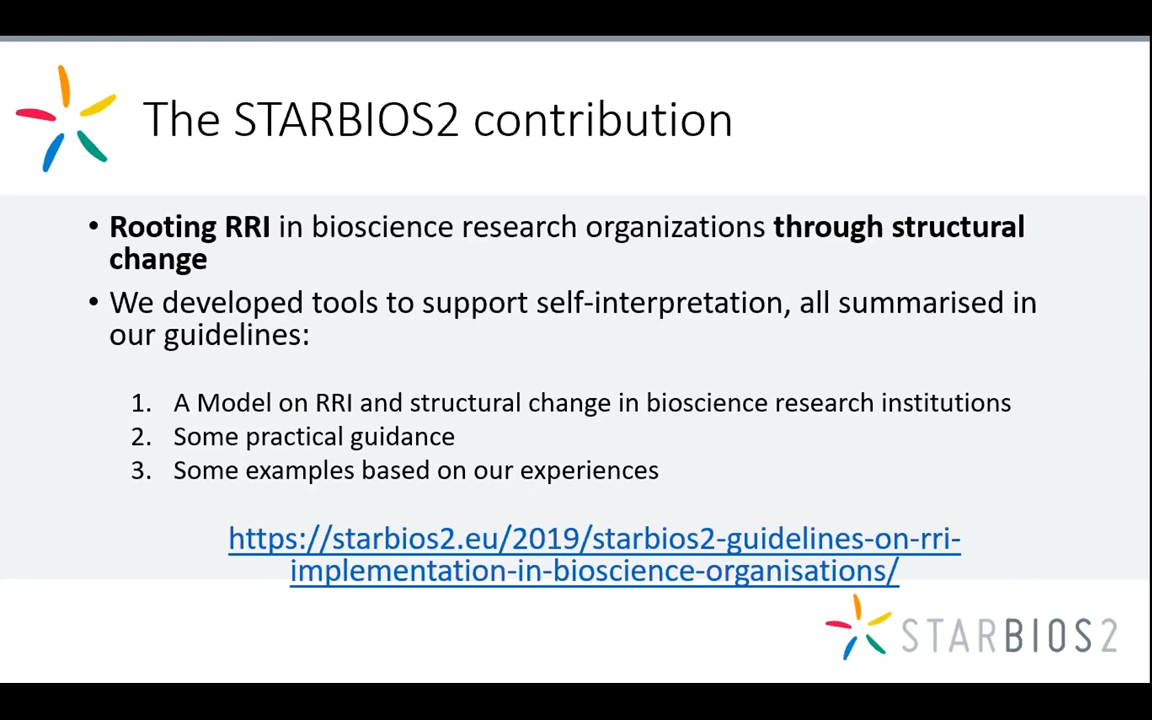 The STARBIOS2 contribution
• Rooting RRI in bioscience research organizations through structural
change
• We developed tools to support self-interpretation, all summarised in
our guidelines:
1. A Model on RRI and structural change in bioscience research institutions
2. Some practical guidance
3. Some examples based on our experiences
https://starbios2.eu/2019/starbios2-guidelines-on-rri-
implementation-in-bioscience-organisations/
STARBIOS2